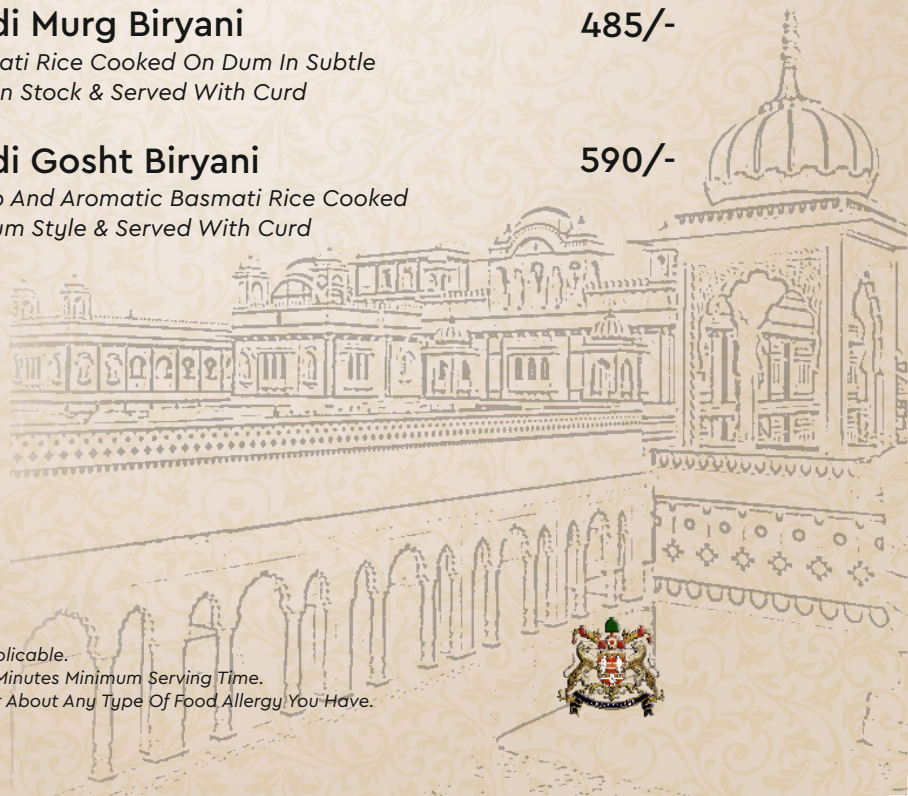 di Murg Biryani 485/-
ati Rice Cooked On Dum In Subtle
n Stock & Served With Curd
di Gosht Biryani 590/-
And Aromatic Basmati Rice Cooked
um Style & Served With Curd
plicable.
Minutes Minimum Serving Time.
About Any Type Of Food Allergy You Have.